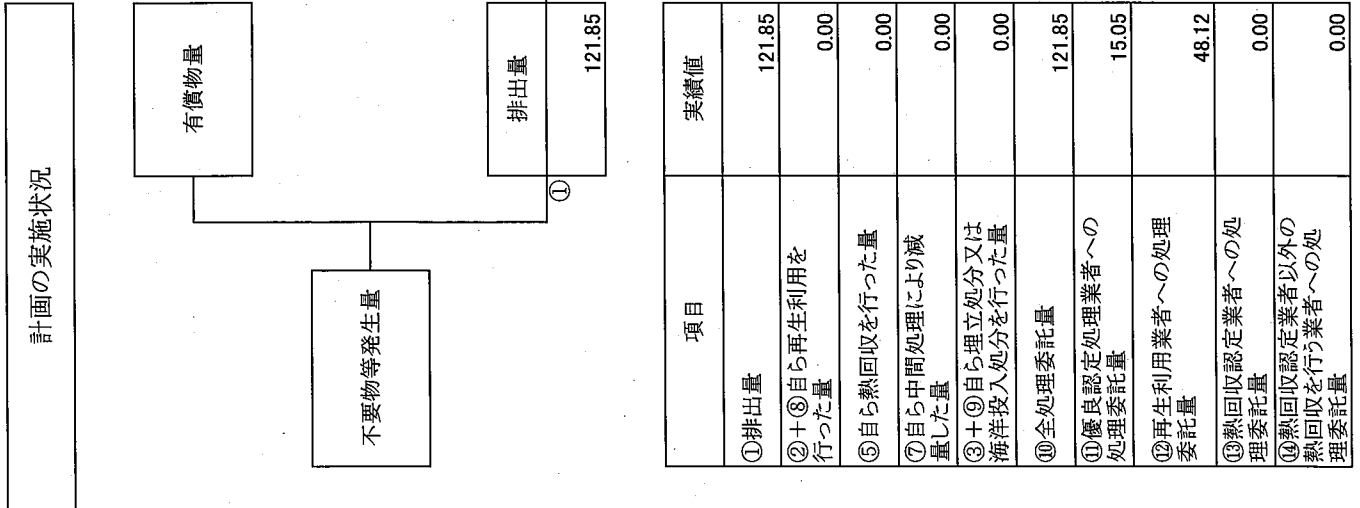 計画の実施状況
有償物量
不要物等発生量
排出量
121.85
①
項目
実績値
①排出量
121.85
②+⑧自ら再生利用を
行った量
0.00
⑤自ら熱回収を行った量
0.00
⑦自ら中間処理により減
量した量
0.00
③+⑨自ら埋立処分又は
海洋投入処分を行った量
0.00
⑩全処理委託量
121.85
⑪優良認定処理業者への
処理委託量
15.05
⑫再生利用業者への処理
委託量
48.12
⑬熱回収認定業者への処
理委託量
0.00
⑭熱回収認定業者以外の
熱回収を行う業者への処
理委託量
0.00